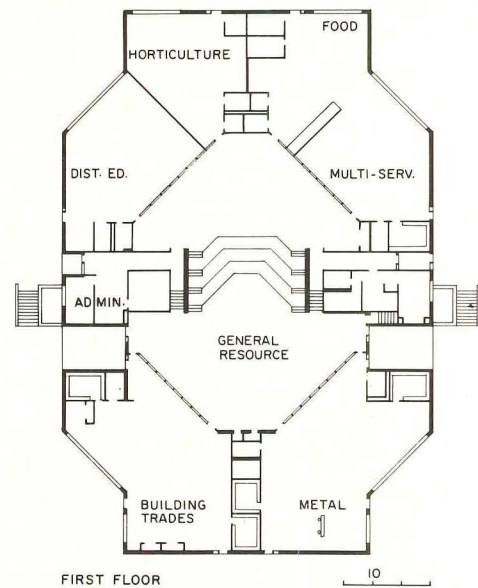 FOOD
HORTICULTURE
DIST. ED.
MULTI-SERV.
ADMIN.
GENERAL
RESOURCE
BUILDING
TRADES
METAL
FIRST FLOOR
10